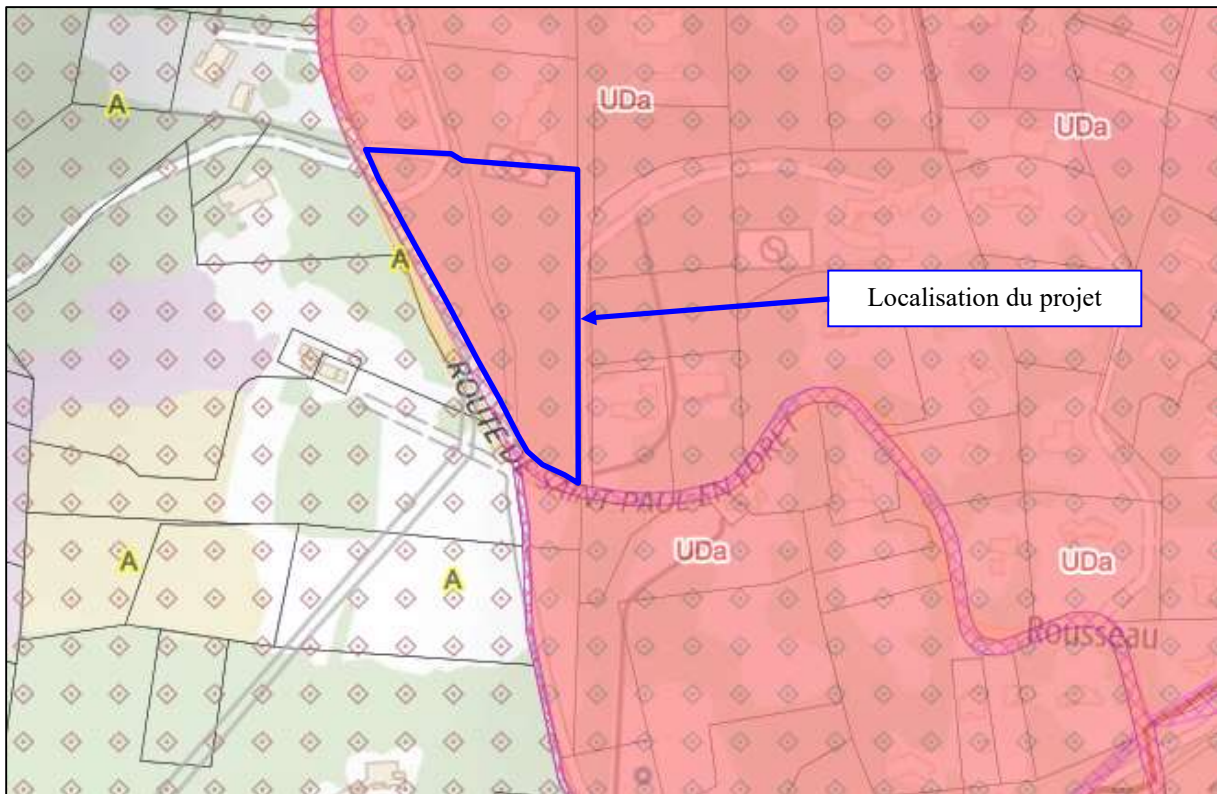 UDa
A
UDa
A
Localisation du projet
ROUTE DE SAINT-PAUL-EN-FORET
UDa
A
A
UDa
Rousseau